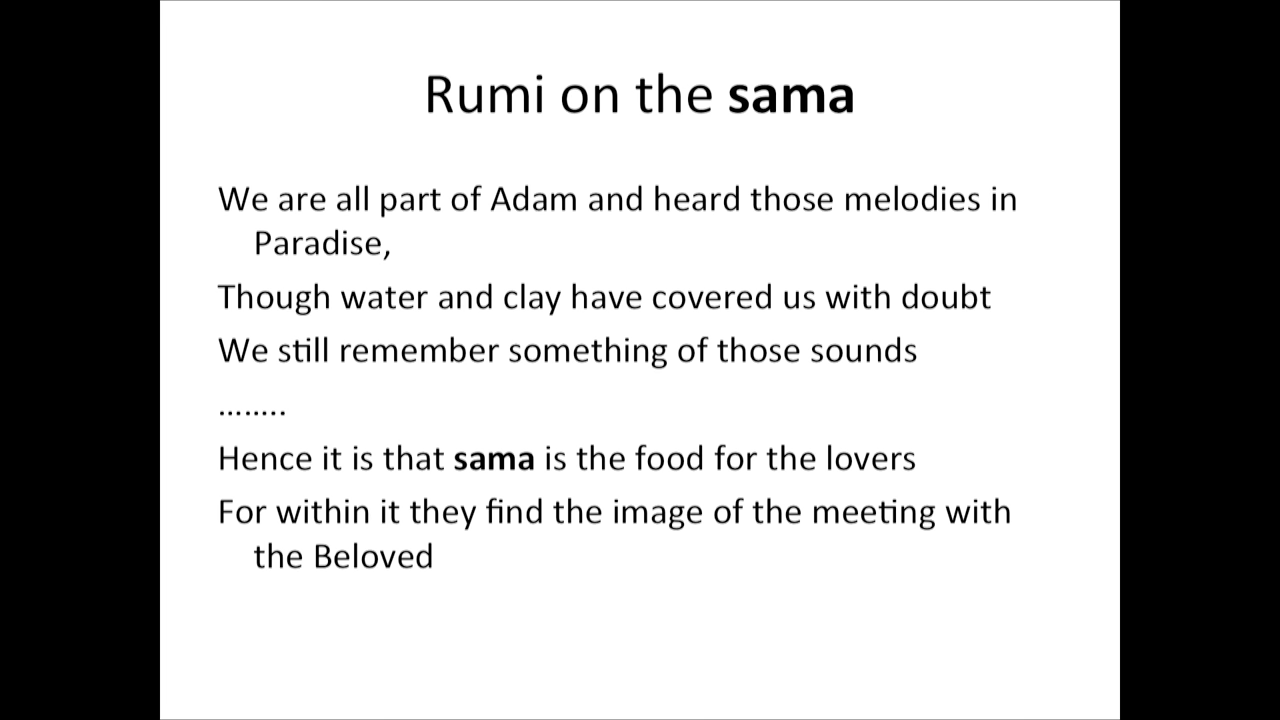 Rumi on the sama
We are all part of Adam and heard those melodies in
Paradise,
Though water and clay have covered us with doubt
We still remember something of those sounds
........
Hence it is that sama is the food for the lovers
For within it they find the image of the meeting with
the Beloved